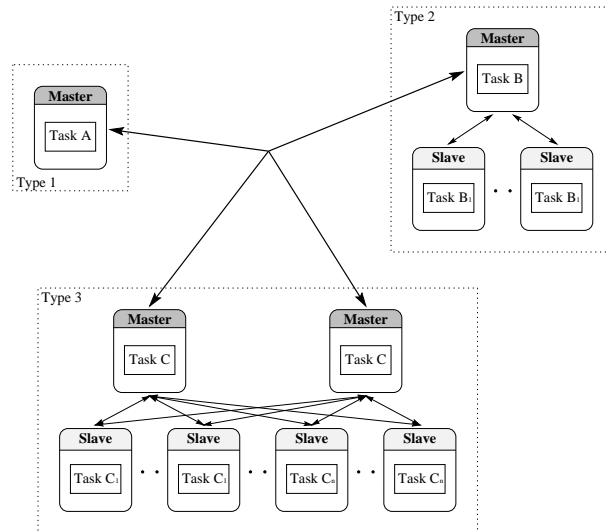 Type 2
Master
Task B
Master
Task A
Type 1
Slave
Task B1
. .
Slave
Task B1
Type 3
Master
Task C
Master
Task C
Slave
Task C1
. .
Slave
Task C1
. .
Slave
Task Cn
. .
Slave
Task Cn